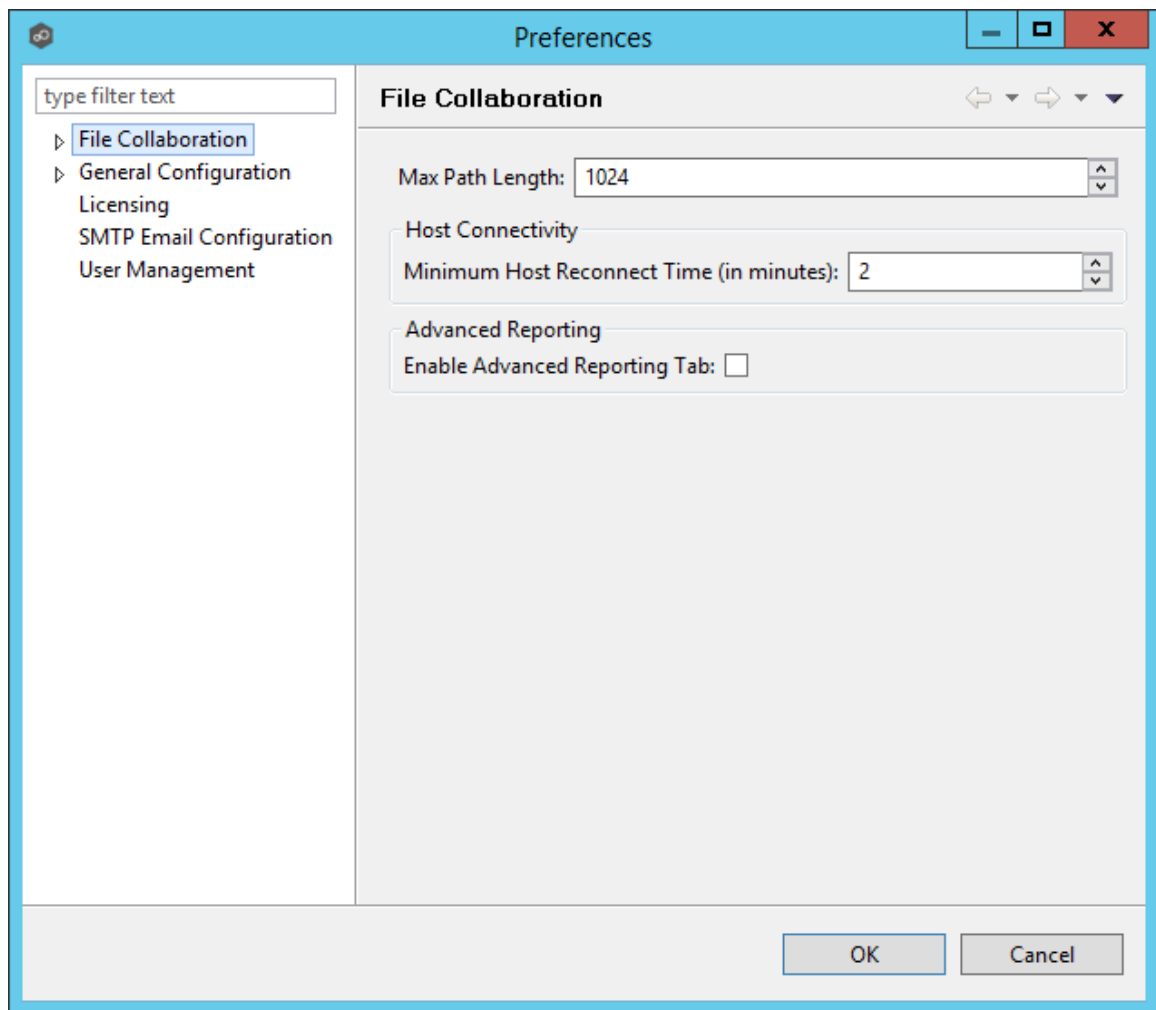 Preferences
type filter text
File Collaboration
General Configuration
Licensing
SMTP Email Configuration
User Management
File Collaboration
Max Path Length: 1024
Host Connectivity
Minimum Host Reconnect Time (in minutes): 2
Advanced Reporting
Enable Advanced Reporting Tab:
OK Cancel